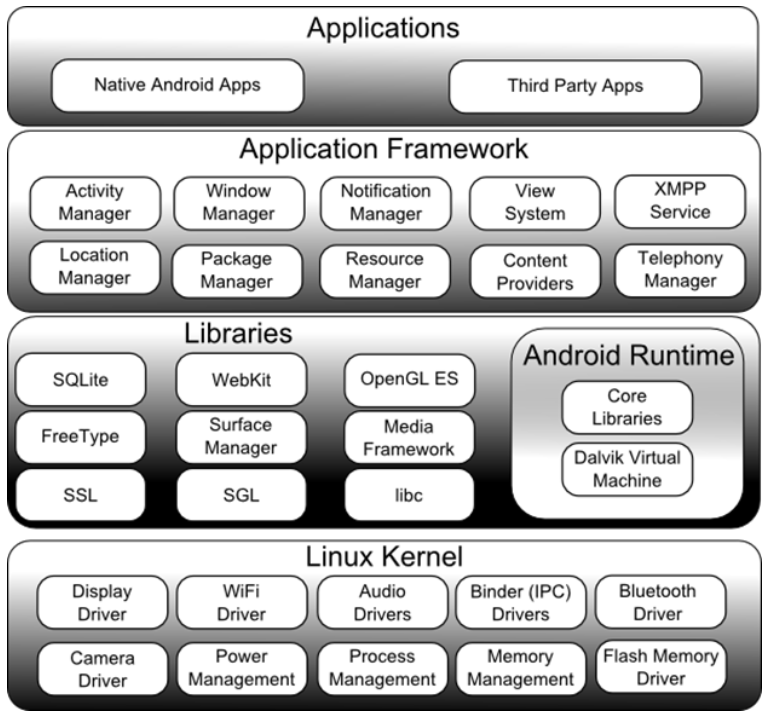 Applications
Native Android Apps
Third Party Apps
Application Framework
Activity
Manager
Window
Manager
Notification
Manager
View
System
XMPP
Service
Location
Manager
Package
Manager
Resource
Manager
Content
Providers
Telephony
Manager
Libraries
SQLite
WebKit
OpenGL ES
FreeType
Surface
Manager
Media
Framework
SSL
SGL
libc
Android Runtime
Core
Libraries
Dalvik Virtual
Machine
Linux Kernel
Display
Driver
WiFi
Driver
Audio
Drivers
Binder (IPC)
Drivers
Bluetooth
Driver
Camera
Driver
Power
Management
Process
Management
Memory
Management
Flash Memory
Driver